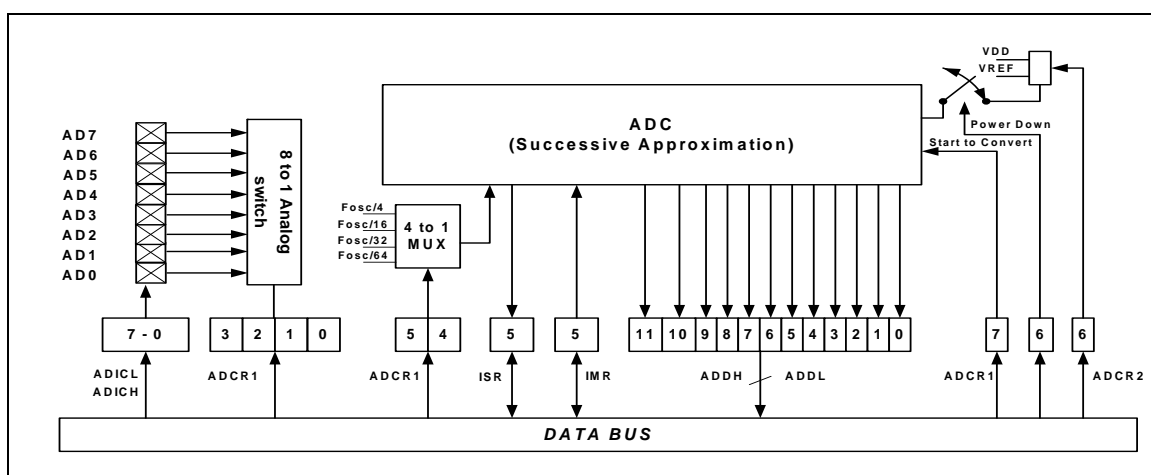 VDD
VREF
ADC
(Successive Approximation)
Power Down
Start to Convert
AD7
AD6
AD5
AD4
AD3
AD2
AD1
AD0
8 to 1 Analog
switch
Fosc/4
Fosc/16
Fosc/32
Fosc/64
4 to 1
MUX
7 - 0
3 2 1 0
5 4
5
5
11 10 9 8 7 6 5 4 3 2 1 0
7
6
6
ADICL
ADICH
ADCR1
ADCR1
ISR
IMR
ADDH
ADDL
ADCR1
ADCR2
DATA BUS